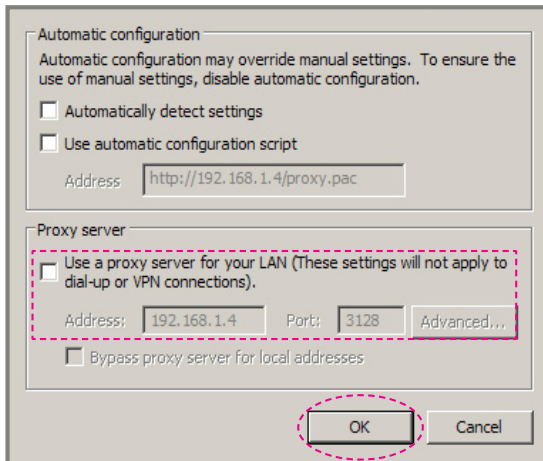 Automatic configuration
Automatic configuration may override manual settings.  To ensure the
use of manual settings, disable automatic configuration.
Automatically detect settings
Use automatic configuration script
Address http://192.168.1.4/proxy.pac
Proxy server
Use a proxy server for your LAN (These settings will not apply to
dial-up or VPN connections).
Address: 192.168.1.4 Port: 3128 Advanced...
Bypass proxy server for local addresses
OK Cancel